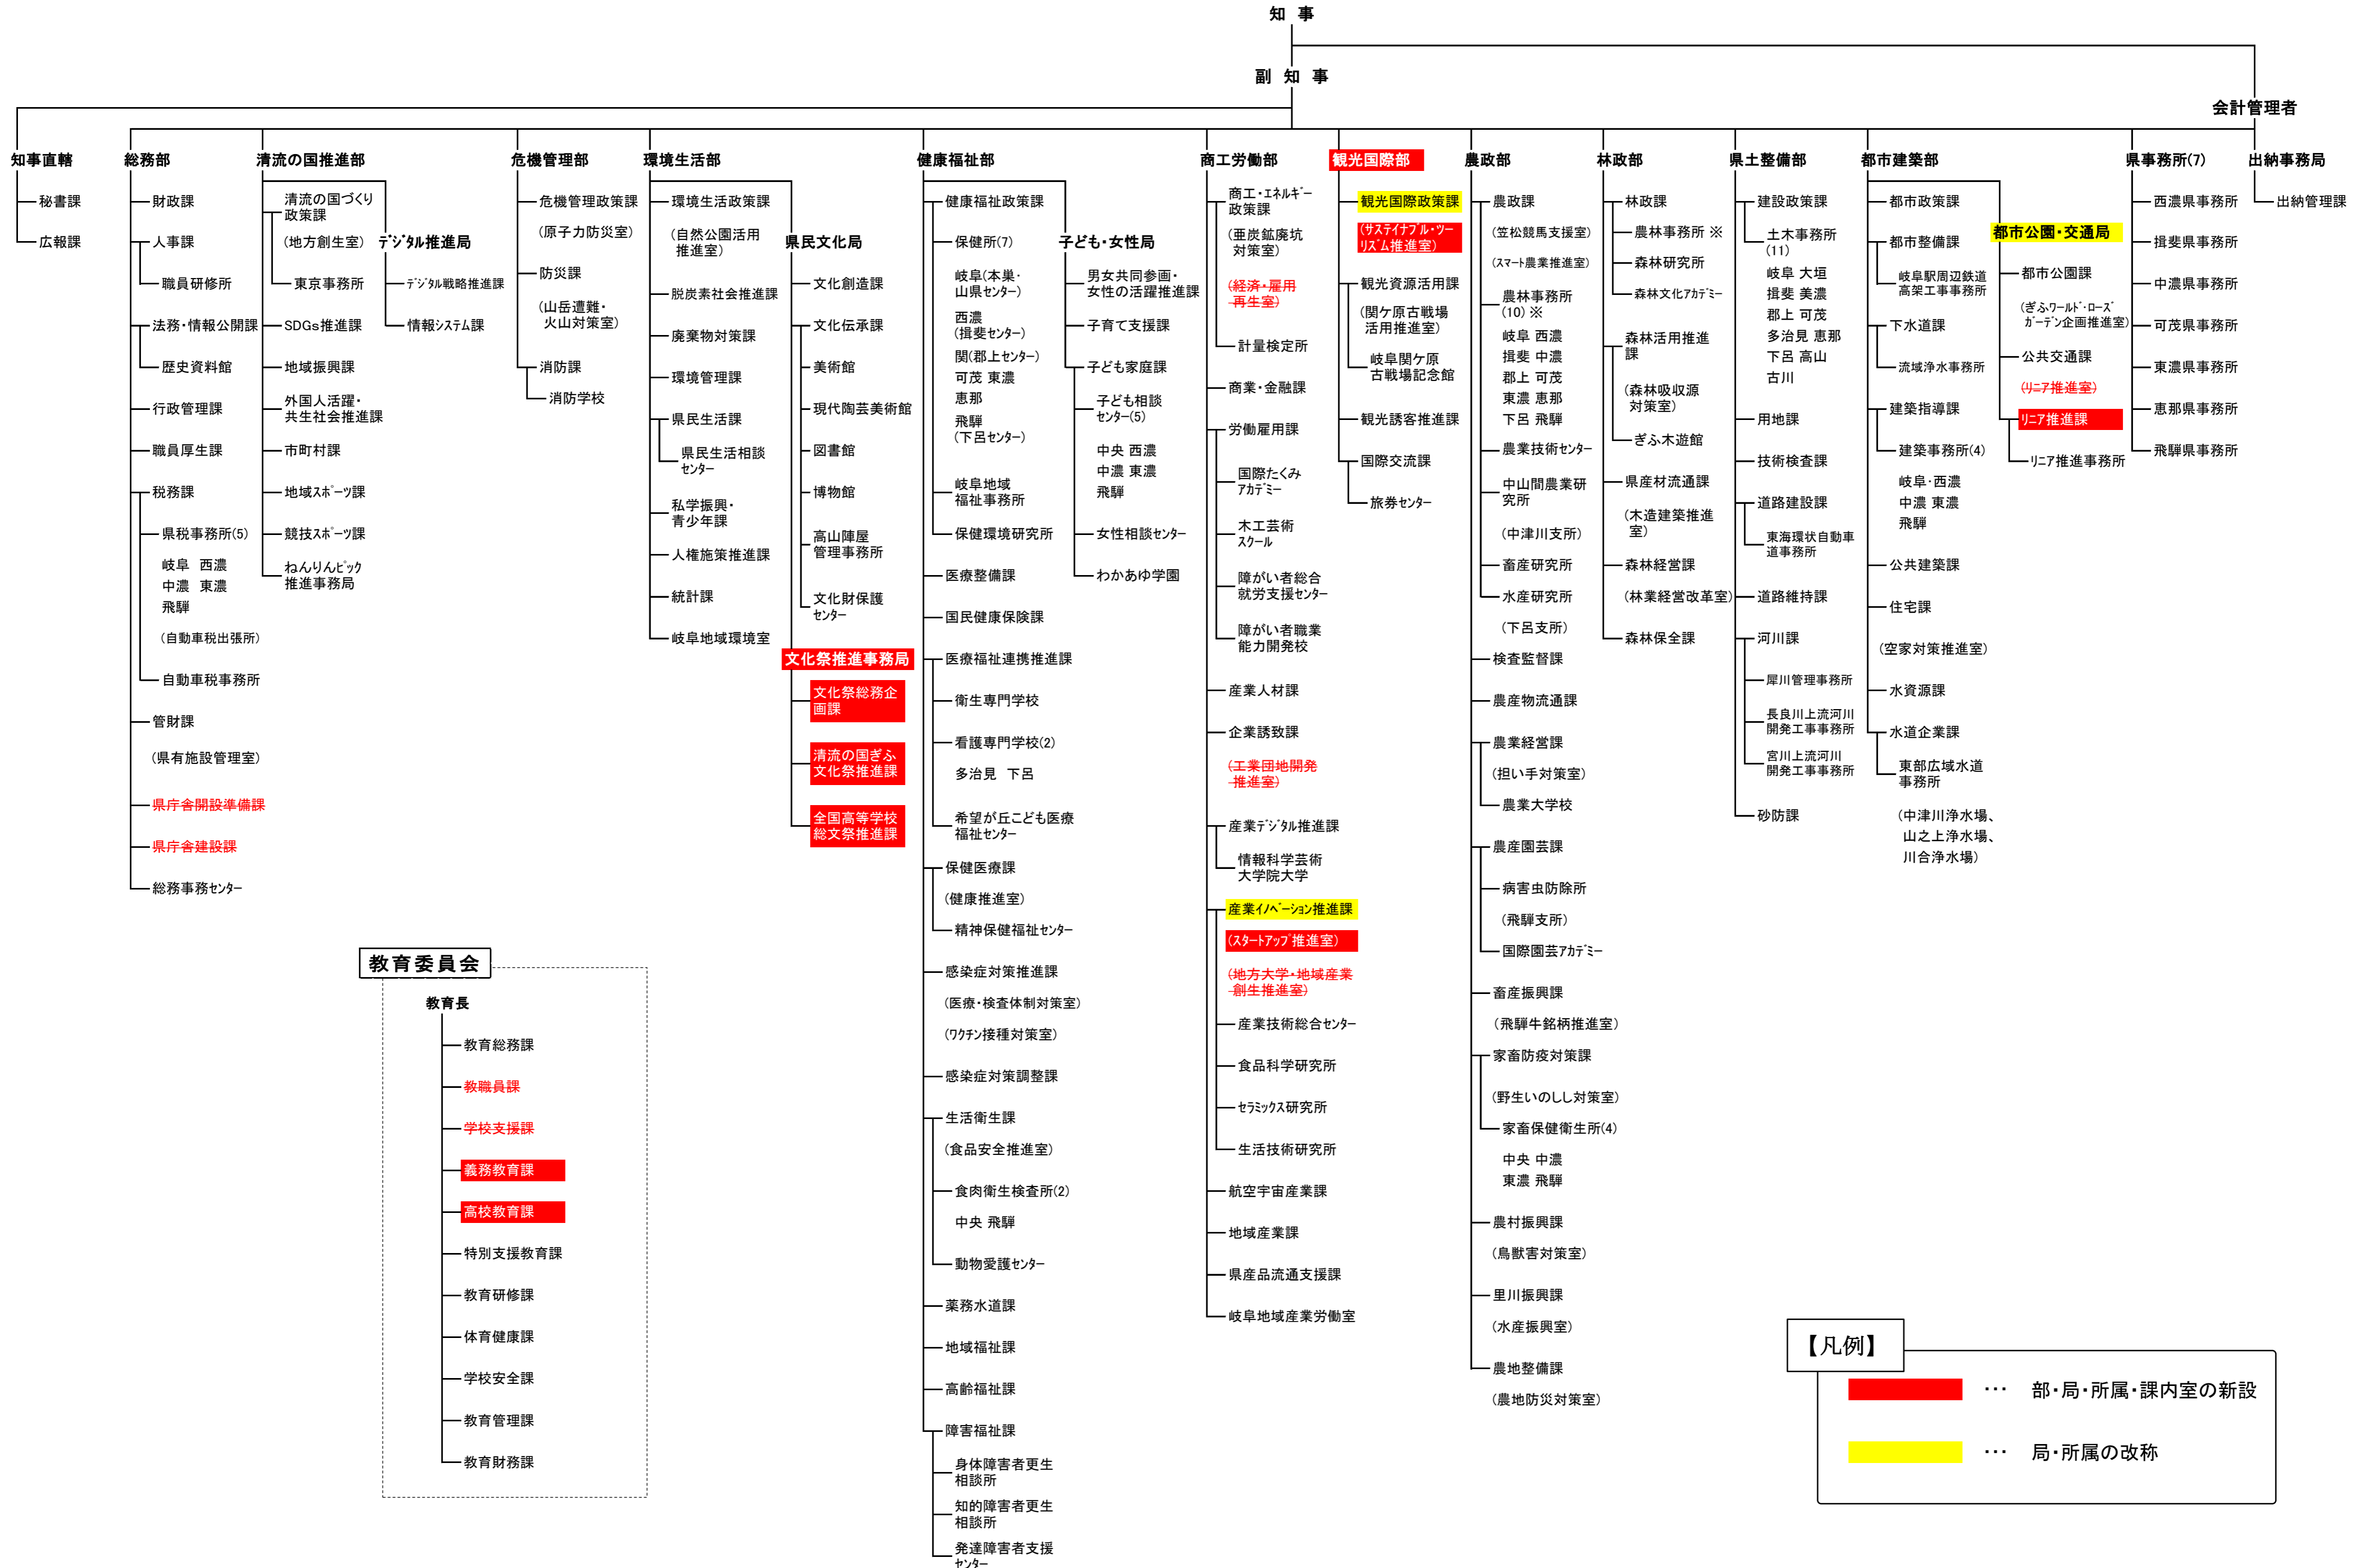 知　事
副　知　事
会計管理者
知事直轄
秘書課
広報課
総務部
財政課
人事課
職員研修所
法務・情報公開課
歴史資料館
行政管理課
職員厚生課
税務課
県税事務所(5)
岐阜　西濃
中濃　東濃
飛騨
（自動車税出張所）
自動車税事務所
管財課
（県有施設管理室）
県庁舎開設準備課
県庁舎建設課
総務事務ｾﾝﾀｰ
清流の国推進部
清流の国づくり
政策課
（地方創生室）
東京事務所
SDGs推進課
地域振興課
外国人活躍・
共生社会推進課
市町村課
地域ｽﾎﾟｰﾂ課
競技ｽﾎﾟｰﾂ課
ねんりんﾋﾟｯｸ
推進事務局
ﾃﾞｼﾞﾀﾙ推進局
ﾃﾞｼﾞﾀﾙ戦略推進課
情報ｼｽﾃﾑ課
危機管理部
危機管理政策課
（原子力防災室）
防災課
（山岳遭難・
火山対策室）
消防課
消防学校
環境生活部
環境生活政策課
（自然公園活用
推進室）
脱炭素社会推進課
廃棄物対策課
環境管理課
県民生活課
県民生活相談
ｾﾝﾀｰ
私学振興・
青少年課
人権施策推進課
統計課
岐阜地域環境室
県民文化局
文化創造課
文化伝承課
美術館
現代陶芸美術館
図書館
博物館
高山陣屋
管理事務所
文化財保護
ｾﾝﾀｰ
文化祭推進事務局
文化祭総務企
画課
清流の国ぎふ
文化祭推進課
全国高等学校
総文祭推進課
健康福祉部
健康福祉政策課
保健所(7)
岐阜(本巣・
山県センター)
西濃
(揖斐センター)
関(郡上センター)
可茂 東濃
恵那
飛騨
(下呂センター)
岐阜地域
福祉事務所
保健環境研究所
医療整備課
国民健康保険課
医療福祉連携推進課
衛生専門学校
看護専門学校(2)
多治見　下呂
希望が丘こども医療
福祉ｾﾝﾀｰ
保健医療課
（健康推進室）
精神保健福祉ｾﾝﾀｰ
感染症対策推進課
（医療・検査体制対策室）
（ﾜｸﾁﾝ接種対策室）
感染症対策調整課
生活衛生課
（食品安全推進室）
食肉衛生検査所(2)
中央 飛騨
動物愛護ｾﾝﾀｰ
薬務水道課
地域福祉課
高齢福祉課
障害福祉課
身体障害者更生
相談所
知的障害者更生
相談所
発達障害者支援
ｾﾝﾀｰ
子ども・女性局
男女共同参画・
女性の活躍推進課
子育て支援課
子ども家庭課
子ども相談
センター(5)
中央 西濃
中濃 東濃
飛騨
女性相談ｾﾝﾀｰ
わかあゆ学園
商工労働部
商工・ｴﾈﾙｷﾞｰ
政策課
（亜炭鉱廃坑
対策室）
（経済・雇用
再生室）
計量検定所
商業・金融課
労働雇用課
国際たくみ
ｱｶﾃﾞﾐｰ
木工芸術
ｽｸｰﾙ
障がい者総合
就労支援ｾﾝﾀｰ
障がい者職業
能力開発校
産業人材課
企業誘致課
（工業団地開発
推進室）
産業ﾃﾞｼﾞﾀﾙ推進課
情報科学芸術
大学院大学
産業ｲﾉﾍﾞｰｼｮﾝ推進課
（ｽﾀｰﾄｱｯﾌﾟ推進室）
（地方大学・地域産業
創生推進室）
産業技術総合ｾﾝﾀｰ
食品科学研究所
ｾﾗﾐｯｸｽ研究所
生活技術研究所
航空宇宙産業課
地域産業課
県産品流通支援課
岐阜地域産業労働室
観光国際部
観光国際政策課
（ｻｽﾃｲﾅﾌﾞﾙ・ﾂｰ
ﾘｽﾞﾑ推進室）
観光資源活用課
（関ケ原古戦場
活用推進室）
岐阜関ケ原
古戦場記念館
観光誘客推進課
国際交流課
旅券ｾﾝﾀｰ
農政部
農政課
（笠松競馬支援室）
（ｽﾏｰﾄ農業推進室）
農林事務所
(10) ※
岐阜 西濃
揖斐 中濃
郡上 可茂
東濃 恵那
下呂 飛騨
農業技術ｾﾝﾀｰ
中山間農業研
究所
（中津川支所）
畜産研究所
水産研究所
（下呂支所）
検査監督課
農産物流通課
農業経営課
（担い手対策室）
農業大学校
農産園芸課
病害虫防除所
（飛騨支所）
国際園芸ｱｶﾃﾞﾐｰ
畜産振興課
（飛騨牛銘柄推進室）
家畜防疫対策課
（野生いのしし対策室）
家畜保健衛生所(4)
中央 中濃
東濃 飛騨
農村振興課
（鳥獣害対策室）
里川振興課
（水産振興室）
農地整備課
（農地防災対策室）
林政部
林政課
農林事務所 ※
森林研究所
森林文化ｱｶﾃﾞﾐｰ
森林活用推進
課
（森林吸収源
対策室）
ぎふ木遊館
県産材流通課
（木造建築推進
室）
森林経営課
（林業経営改革室）
森林保全課
県土整備部
建設政策課
土木事務所
(11)
岐阜 大垣
揖斐 美濃
郡上 可茂
多治見 恵那
下呂 高山
古川
用地課
技術検査課
道路建設課
東海環状自動車
道事務所
道路維持課
河川課
犀川管理事務所
長良川上流河川
開発工事事務所
宮川上流河川
開発工事事務所
砂防課
都市建築部
都市政策課
都市整備課
岐阜駅周辺鉄道
高架工事事務所
下水道課
流域浄水事務所
建築指導課
建築事務所(4)
岐阜・西濃
中濃 東濃
飛騨
公共建築課
住宅課
（空家対策推進室）
水資源課
水道企業課
東部広域水道
事務所
（中津川浄水場、
山之上浄水場、
川合浄水場）
都市公園・交通局
都市公園課
（ぎふﾜｰﾙﾄﾞ・ﾛｰｽﾞ
ｶﾞｰﾃﾞﾝ企画推進室）
公共交通課
（ﾘﾆｱ推進室）
ﾘﾆｱ推進課
ﾘﾆｱ推進事務所
県事務所(7)
西濃県事務所
揖斐県事務所
中濃県事務所
可茂県事務所
東濃県事務所
恵那県事務所
飛騨県事務所
出納事務局
出納管理課
教育委員会
教育長
教育総務課
教職員課
学校支援課
義務教育課
高校教育課
特別支援教育課
教育研修課
体育健康課
学校安全課
教育管理課
教育財務課
【凡例】
… 部・局・所属・課内室の新設
… 局・所属の改称